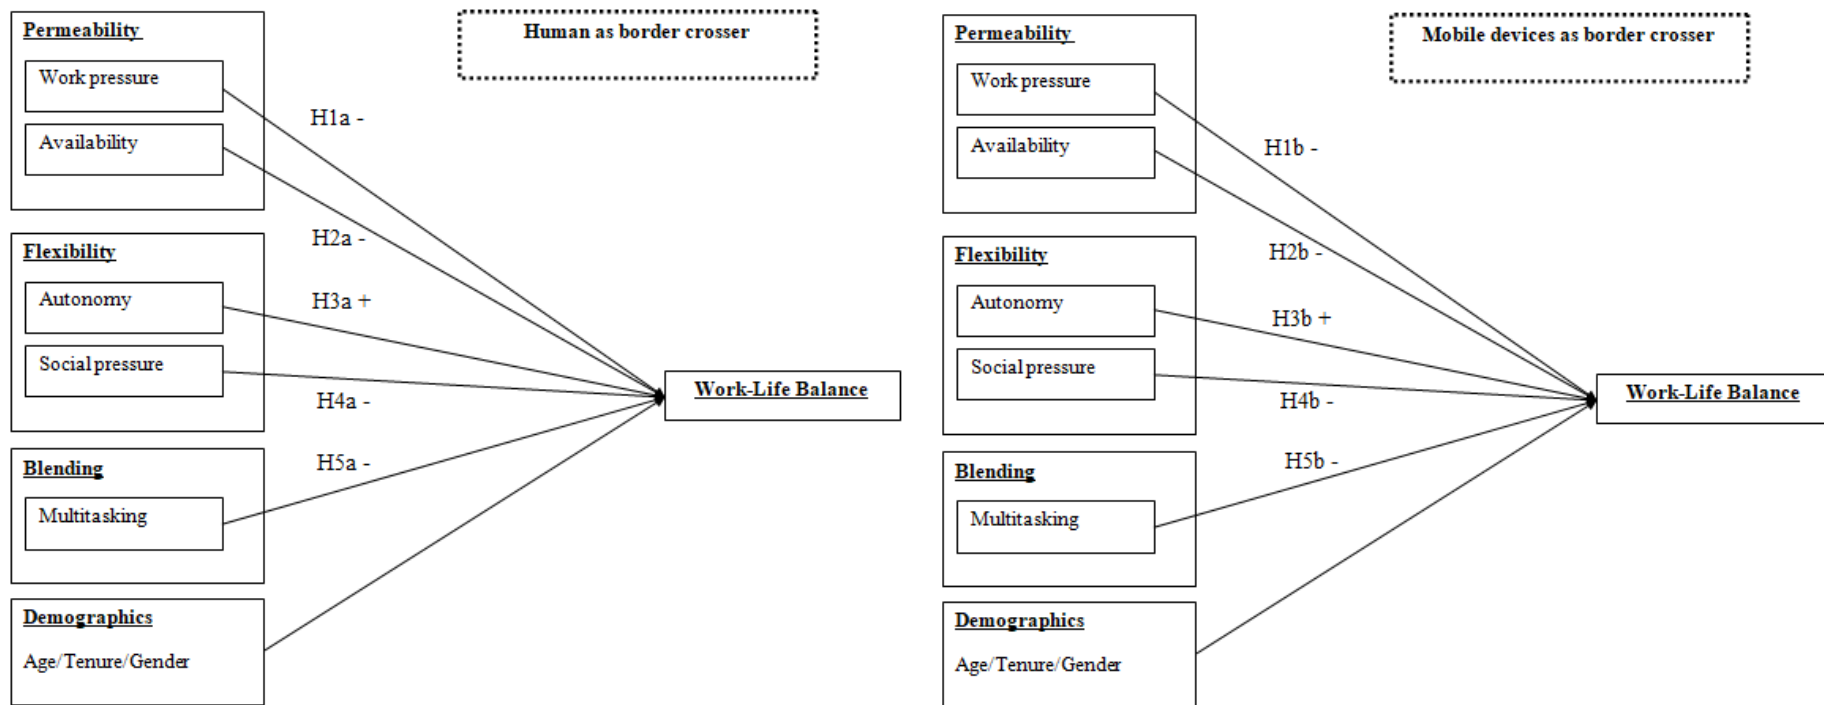 Human as border crosser
Permeability
Work pressure
Availability
H1a -
H2a -
Flexibility
Autonomy
Social pressure
H3a +
H4a -
Work-Life Balance
Blending
Multitasking
H5a -
Demographics
Age/Tenure/Gender
Mobile devices as border crosser
Permeability
Work pressure
Availability
H1b -
H2b -
Flexibility
Autonomy
Social pressure
H3b +
H4b -
Work-Life Balance
Blending
Multitasking
H5b -
Demographics
Age/Tenure/Gender